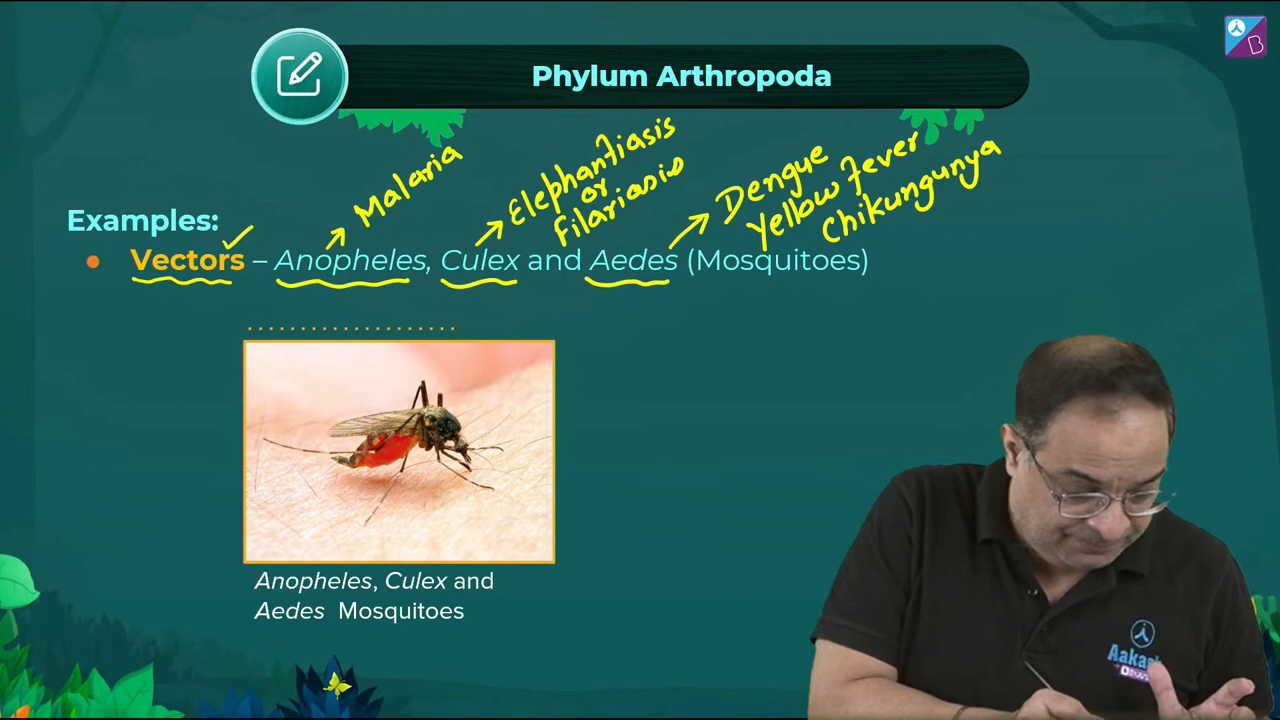 Phylum Arthropoda
Malaria
Elephantiasis
or
Filariasis
Dengue
Yellow fever
Chikungunya
Examples:
● Vectors – Anopheles, Culex and Aedes (Mosquitoes)
Anopheles, Culex and
Aedes Mosquitoes
B